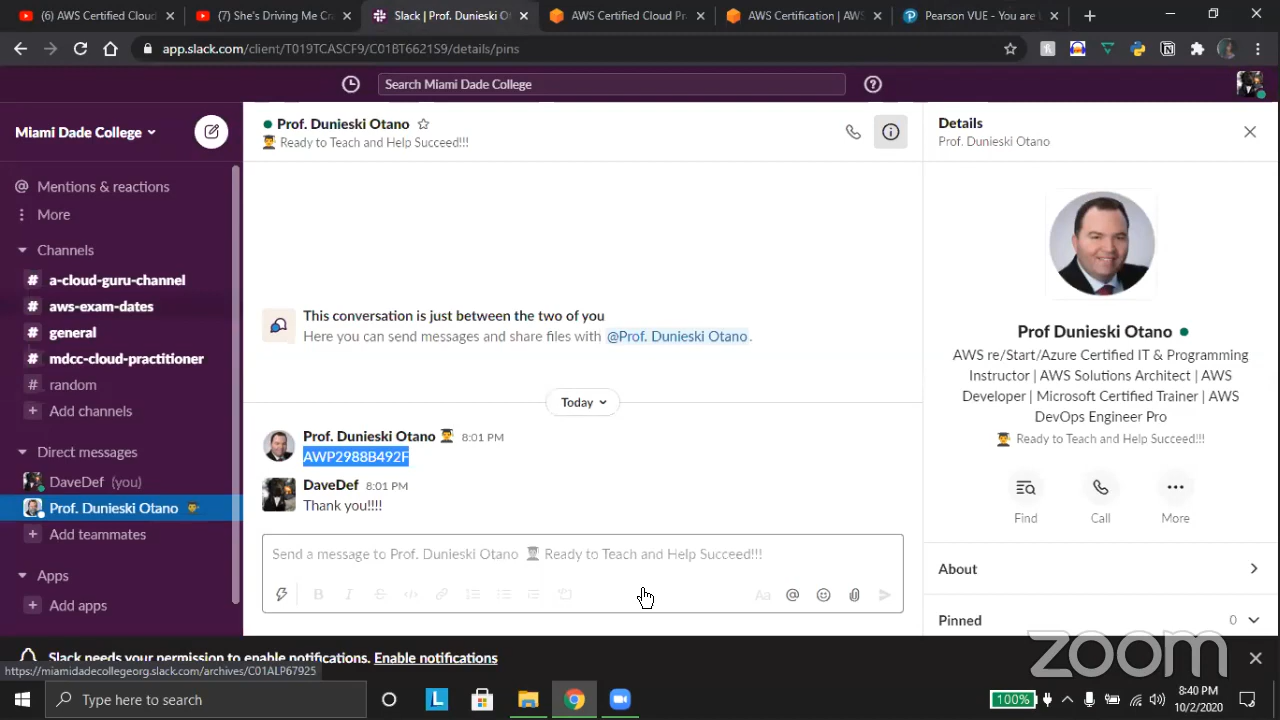 AWS Certified Cloud
(7) She's Driving Me Cr
Slack | Prof. Dunieski O
AWS Certified Cloud Pr
AWS Certification | AWS
Pearson VUE - You are
app.slack.com/client/T019TCASCF9/C01BT6621S9/details/pins
Search Miami Dade College
Miami Dade College
Prof. Dunieski Otano
Ready to Teach and Help Succeed!!!
Details
Prof. Dunieski Otano
Mentions & reactions
More
Channels
# a-cloud-guru-channel
# aws-exam-dates
# general
# mdcc-cloud-practitioner
# random
+ Add channels
Direct messages
DaveDef (you)
Prof. Dunieski Otano
+ Add teammates
Apps
+ Add apps
This conversation is just between the two of you
Here you can send messages and share files with @Prof. Dunieski Otano.
Today
Prof. Dunieski Otano 8:01 PM
AWP2988B492F
DaveDef 8:01 PM
Thank you!!!!
Send a message to Prof. Dunieski Otano Ready to Teach and Help Succeed!!!
Aa
Prof Dunieski Otano
AWS re/Start/Azure Certified IT & Programming
Instructor | AWS Solutions Architect | AWS
Developer | Microsoft Certified Trainer | AWS
DevOps Engineer Pro
Ready to Teach and Help Succeed!!!
Find
Call
More
About
Pinned 0
Slack needs your permission to enable notifications. Enable notifications
https://miamidadecollegeorg.slack.com/archives/C01ALP67925
zoom
Type here to search
L
100%
8:40 PM
10/2/2020